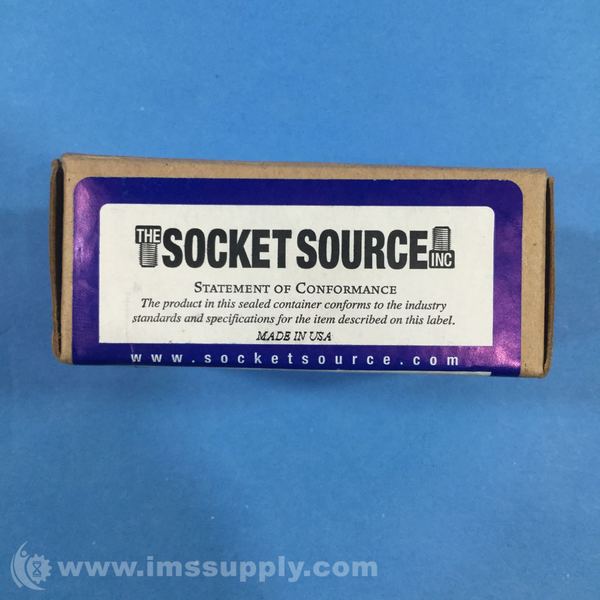 THE SOCKET SOURCE INC
STATEMENT OF CONFORMANCE
The product in this sealed container conforms to the industry
standards and specifications for the item described on this label.
MADE IN USA
www.socketsource.com
www.imssupply.com